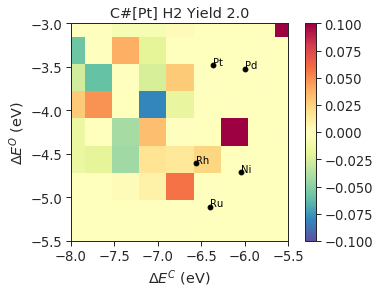 C#[Pt] H2 Yield 2.0
ΔE^O (eV)
−3.0
−3.5
−4.0
−4.5
−5.0
−5.5
Pt
Pd
Rh
Ni
Ru
−8.0 −7.5 −7.0 −6.5 −6.0 −5.5
ΔE^C (eV)
0.100
0.075
0.050
0.025
0.000
−0.025
−0.050
−0.075
−0.100